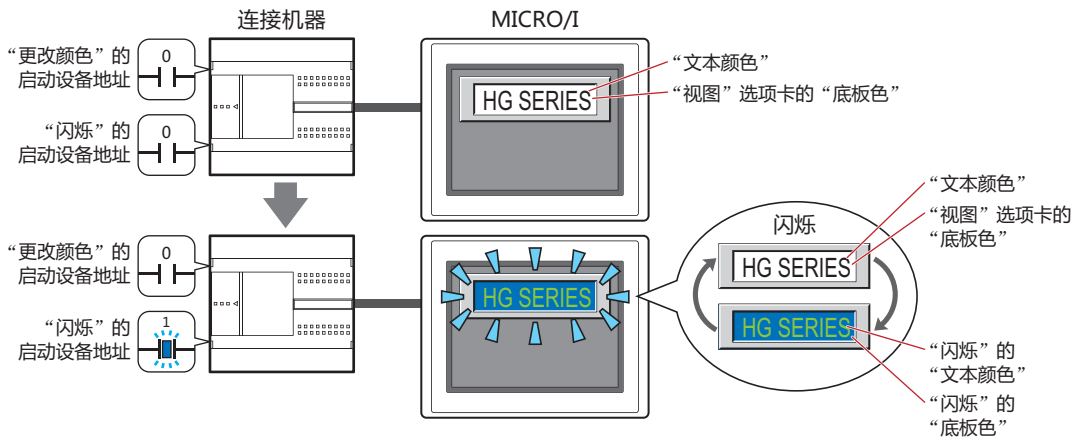 连接机器
MICRO/I
“更改颜色”的
启动设备地址
0
“文本颜色”
“视图”选项卡的“底板色”
HG SERIES
“闪烁”的
启动设备地址
0
“文本颜色”
“视图”选项卡的
“底板色”
闪烁
“更改颜色”的
启动设备地址
0
HG SERIES
HG SERIES
“闪烁”的
启动设备地址
1
HG SERIES
“闪烁”的
“文本颜色”
“闪烁”的
“底板色”